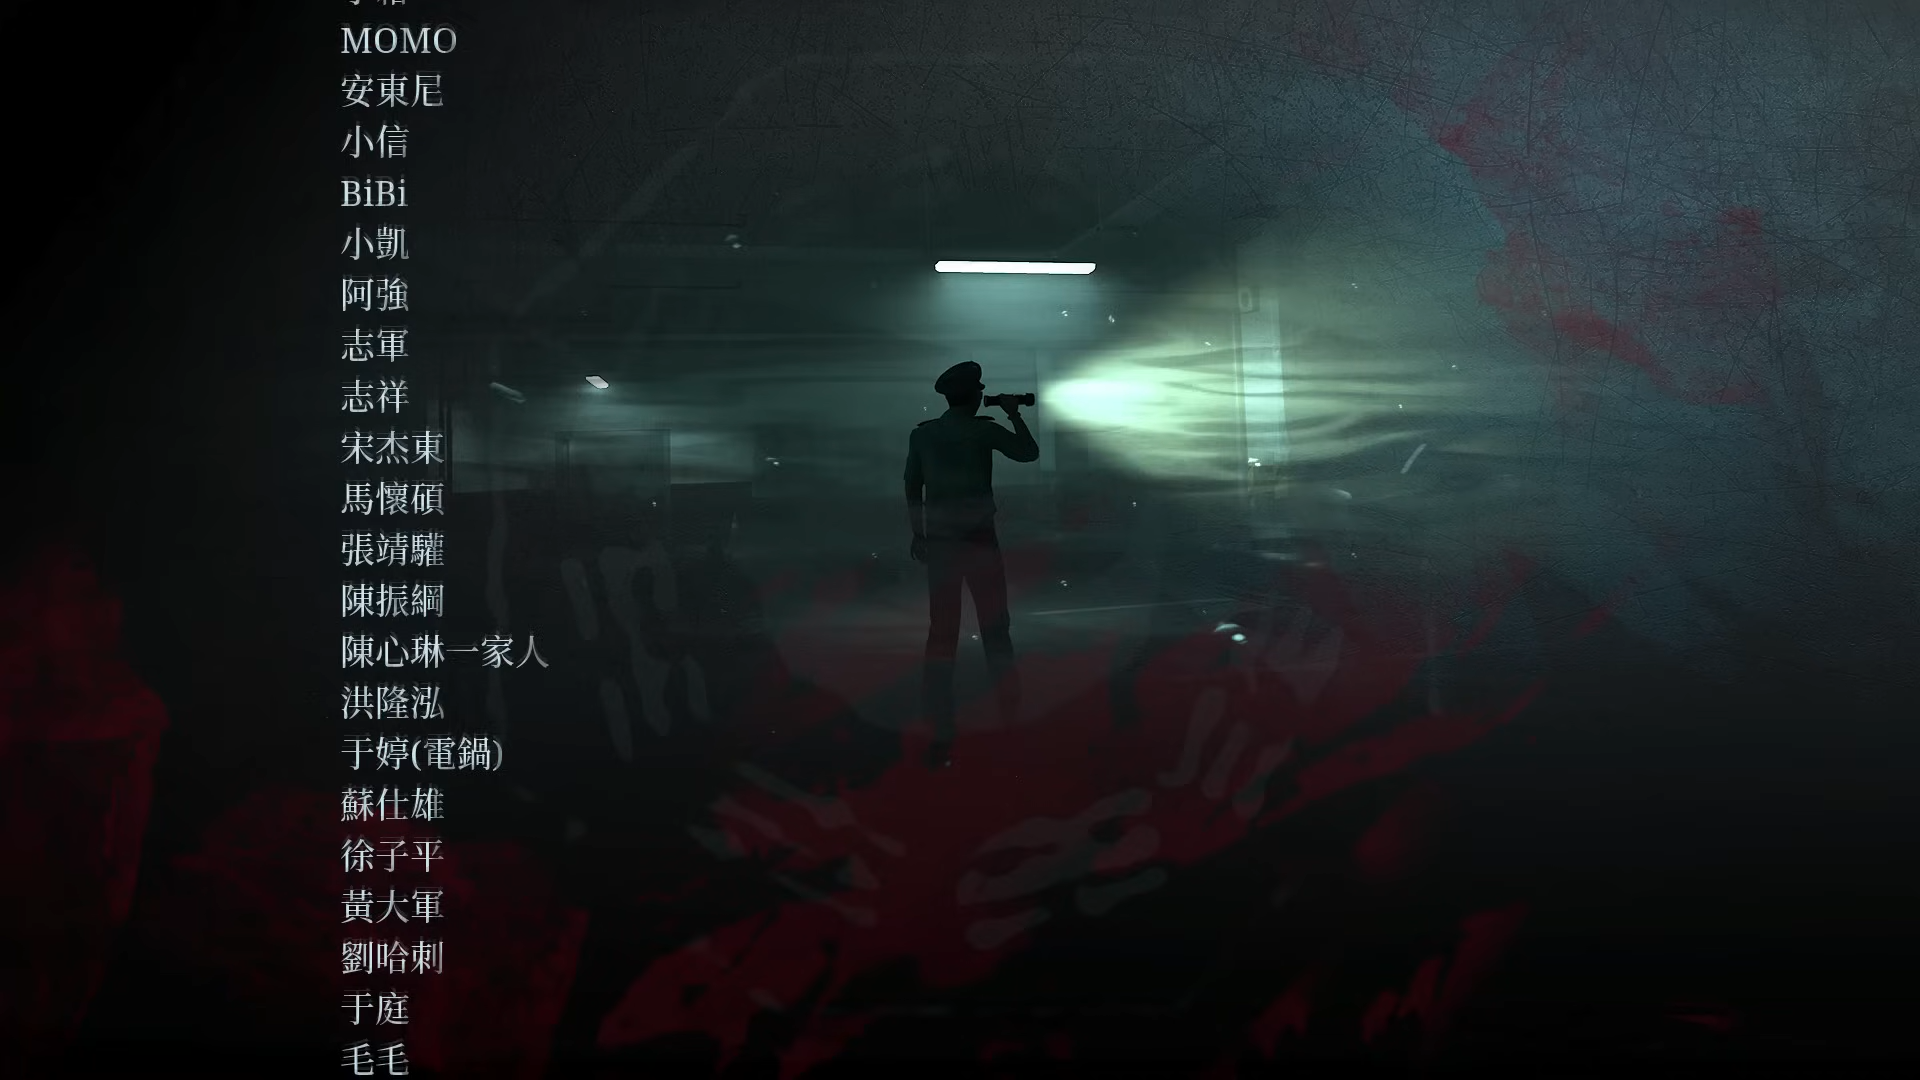 MOMO
安東尼
小信
BiBi
小凱
阿強
志軍
志祥
宋杰東
馬懷碩
張靖驩
陳振綱
陳心琳一家人
洪隆泓
于婷(電鍋)
蘇仕雄
徐子平
黃大軍
劉哈刺
于庭
毛毛